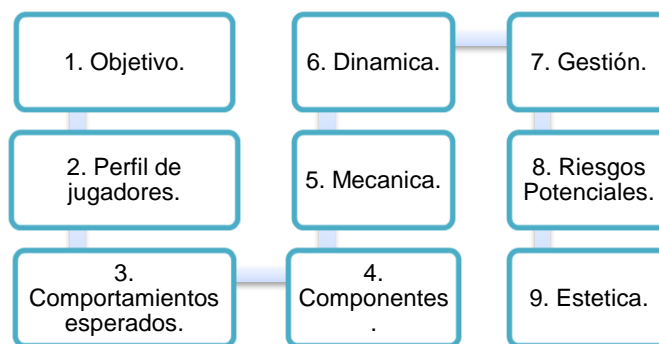 1. Objetivo.
2. Perfil de
jugadores.
3.
Comportamientos
esperados.
4.
Componentes
.
5. Mecanica.
6. Dinamica.
7. Gestión.
8. Riesgos
Potenciales.
9. Estetica.